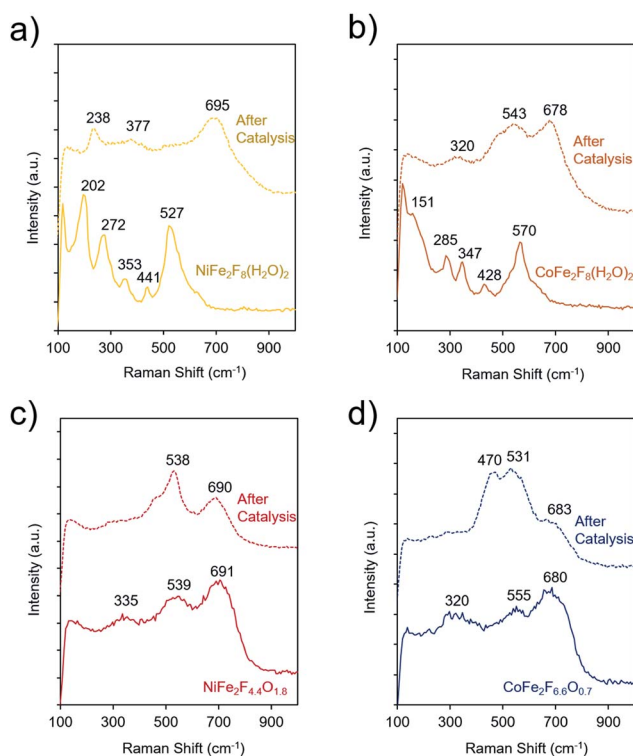 a)
Intensity (a.u.)
238
377
695
After
Catalysis
202
272
353
441
527
NiFe₂F₈(H₂O)₂
100 300 500 700 900
Raman Shift (cm⁻¹)
b)
Intensity (a.u.)
320
543
678
After
Catalysis
151
285
347
428
570
CoFe₂F₈(H₂O)₂
100 300 500 700 900
Raman Shift (cm⁻¹)
c)
Intensity (a.u.)
538
690
After
Catalysis
335
539
691
NiFe₂F₄.₄O₁.₈
100 300 500 700 900
Raman Shift (cm⁻¹)
d)
Intensity (a.u.)
470
531
683
After
Catalysis
320
555
680
CoFe₂F₆.₆O₀.₇
100 300 500 700 900
Raman Shift (cm⁻¹)